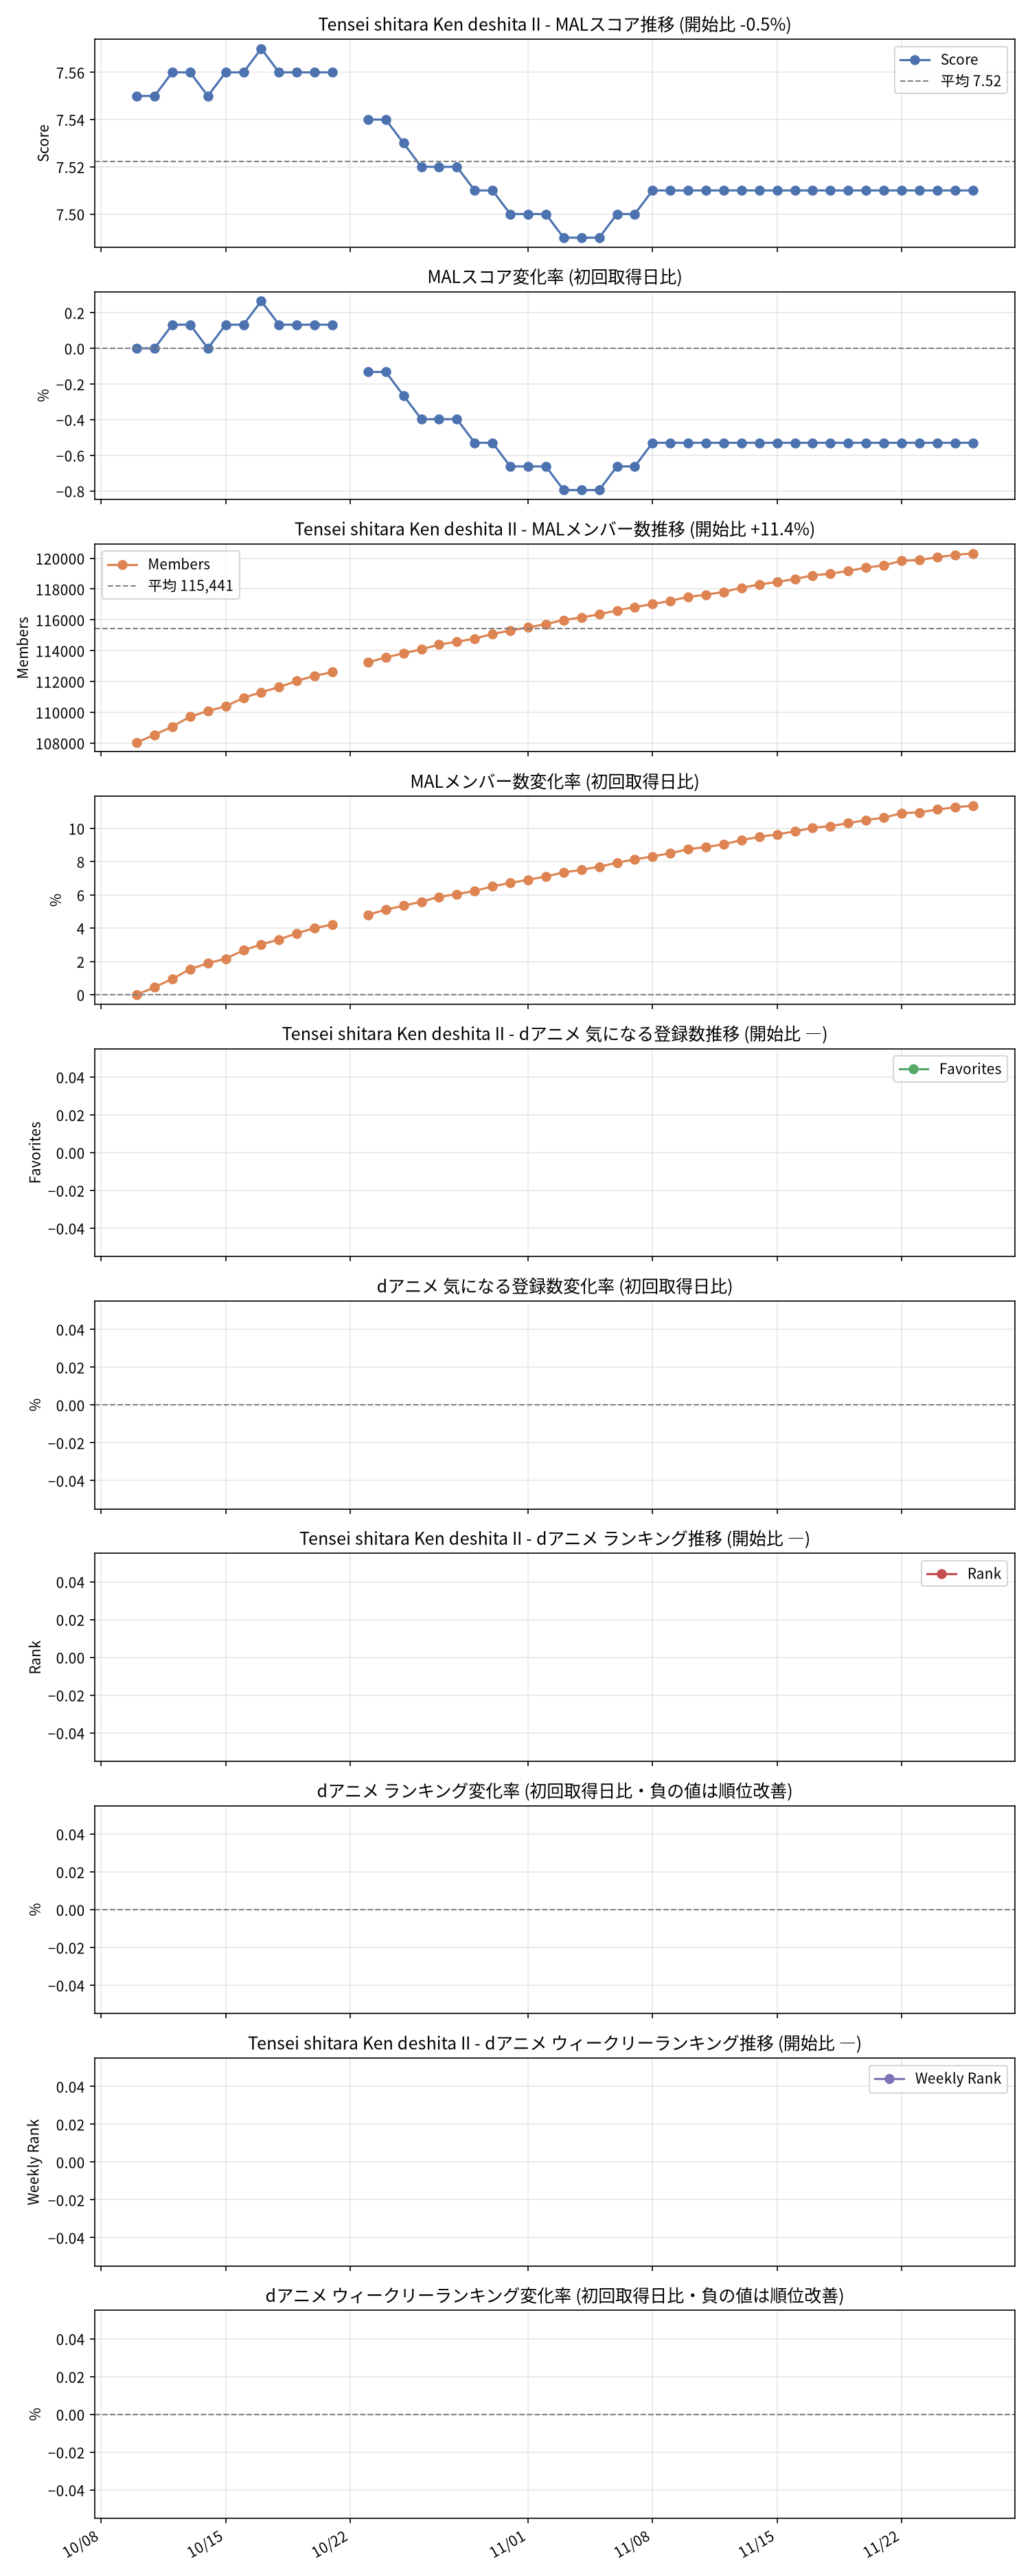 Tensei shitara Ken deshita II - MALスコア推移 (開始比 -0.5%)
Score
7.56
7.54
7.52
7.50
Score
平均 7.52
MALスコア変化率 (初回取得日比)
%
0.2
0.0
−0.2
−0.4
−0.6
−0.8
Tensei shitara Ken deshita II - MALメンバー数推移 (開始比 +11.4%)
Members
120000
118000
116000
114000
112000
110000
108000
Members
平均 115,441
MALメンバー数変化率 (初回取得日比)
%
10
8
6
4
2
0
Tensei shitara Ken deshita II - dアニメ 気になる登録数推移 (開始比 —)
Favorites
0.04
0.02
0.00
−0.02
−0.04
Favorites
dアニメ 気になる登録数変化率 (初回取得日比)
%
0.04
0.02
0.00
−0.02
−0.04
Tensei shitara Ken deshita II - dアニメ ランキング推移 (開始比 —)
Rank
0.04
0.02
0.00
−0.02
−0.04
Rank
dアニメ ランキング変化率 (初回取得日比・負の値は順位改善)
%
0.04
0.02
0.00
−0.02
−0.04
Tensei shitara Ken deshita II - dアニメ ウィークリーランキング推移 (開始比 —)
Weekly Rank
0.04
0.02
0.00
−0.02
−0.04
Weekly Rank
dアニメ ウィークリーランキング変化率 (初回取得日比・負の値は順位改善)
%
0.04
0.02
0.00
−0.02
−0.04
10/08
10/15
10/22
11/01
11/08
11/15
11/22